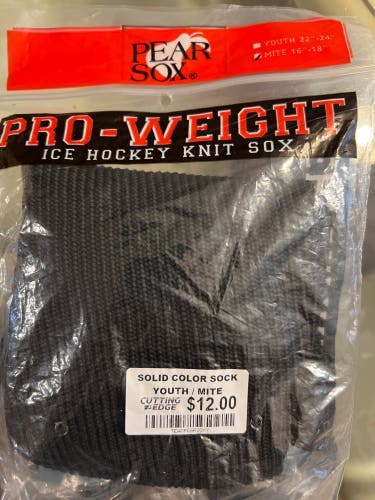 PEAR
SOX®
YOUTH 22"-24"
MITE 16"-18"
PRO-WEIGHT
ICE HOCKEY KNIT SOX
SOLID COLOR SOCK
YOUTH / MITE
CUTTING
EDGE $12.00